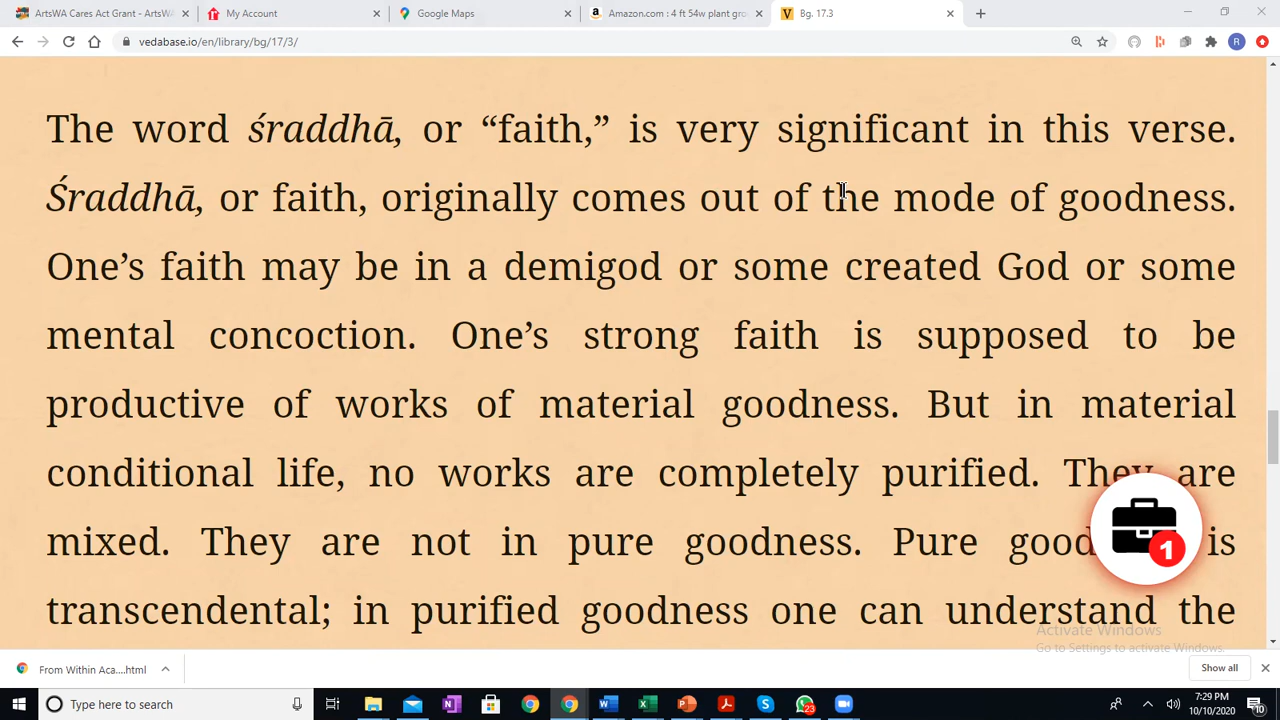 ArtsWA Cares Act Grant - ArtsWA
My Account
Google Maps
Amazon.com : 4 ft 54w plant gro
Bg. 17.3
vedabase.io/en/library/bg/17/3/
The word śraddhā, or “faith,” is very significant in this verse.
Śraddhā, or faith, originally comes out of the mode of goodness.
One’s faith may be in a demigod or some created God or some
mental concoction. One’s strong faith is supposed to be
productive of works of material goodness. But in material
conditional life, no works are completely purified. They are
mixed. They are not in pure goodness. Pure good is
transcendental; in purified goodness one can understand the
1
Activate Windows
Go to Settings to activate Windows.
From Within Aca....html
Show all
Type here to search
23
7:29 PM
10/10/2020
10